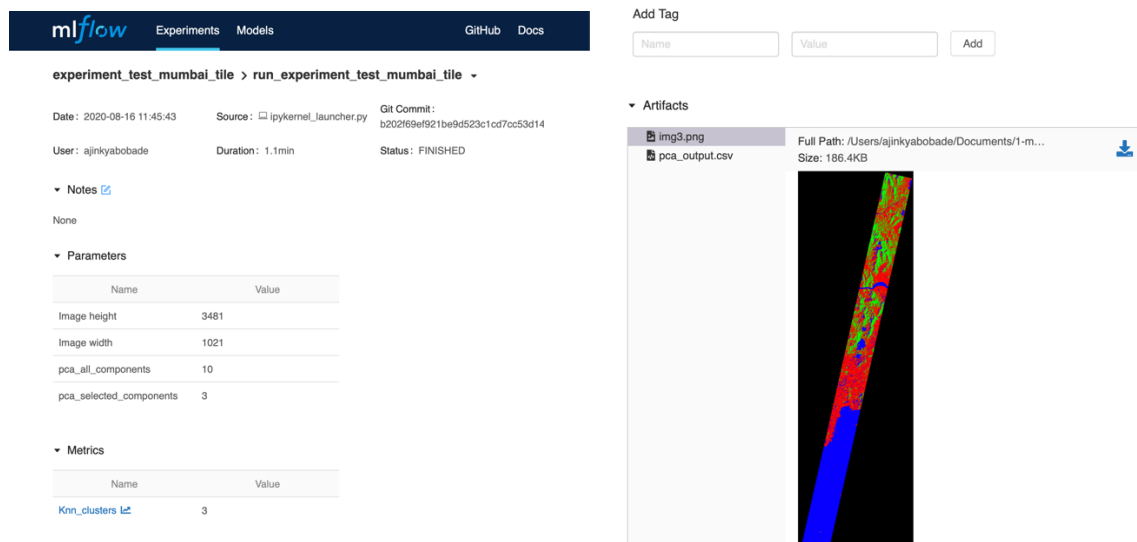 mlflow Experiments Models GitHub Docs
experiment_test_mumbai_tile > run_experiment_test_mumbai_tile
Date: 2020-08-16 11:45:43
Source: ipykernel_launcher.py
Git Commit:
b202f69ef921be9d523c1cd7cc53d14
User: ajinkyabobade
Duration: 1.1min
Status: FINISHED
Notes
None
Parameters
Name Value
Image height 3481
Image width 1021
pca_all_components 10
pca_selected_components 3
Metrics
Name Value
Knn_clusters 3
Add Tag
Name Value Add
Artifacts
img3.png
pca_output.csv
Full Path: /Users/ajinkyabobade/Documents/1-m...
Size: 186.4KB